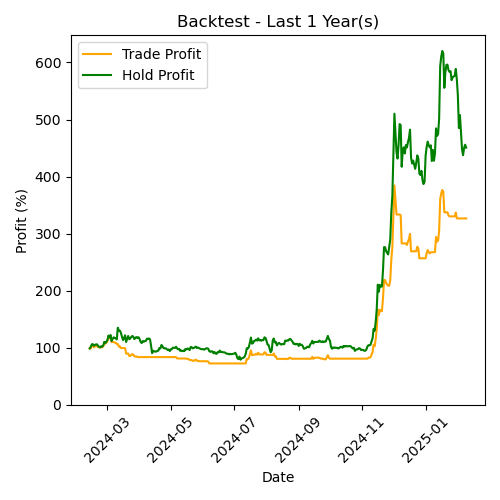 Backtest - Last 1 Year(s)
Trade Profit
Hold Profit
Profit (%)
600
500
400
300
200
100
0
2024-03
2024-05
2024-07
2024-09
2024-11
2025-01
Date